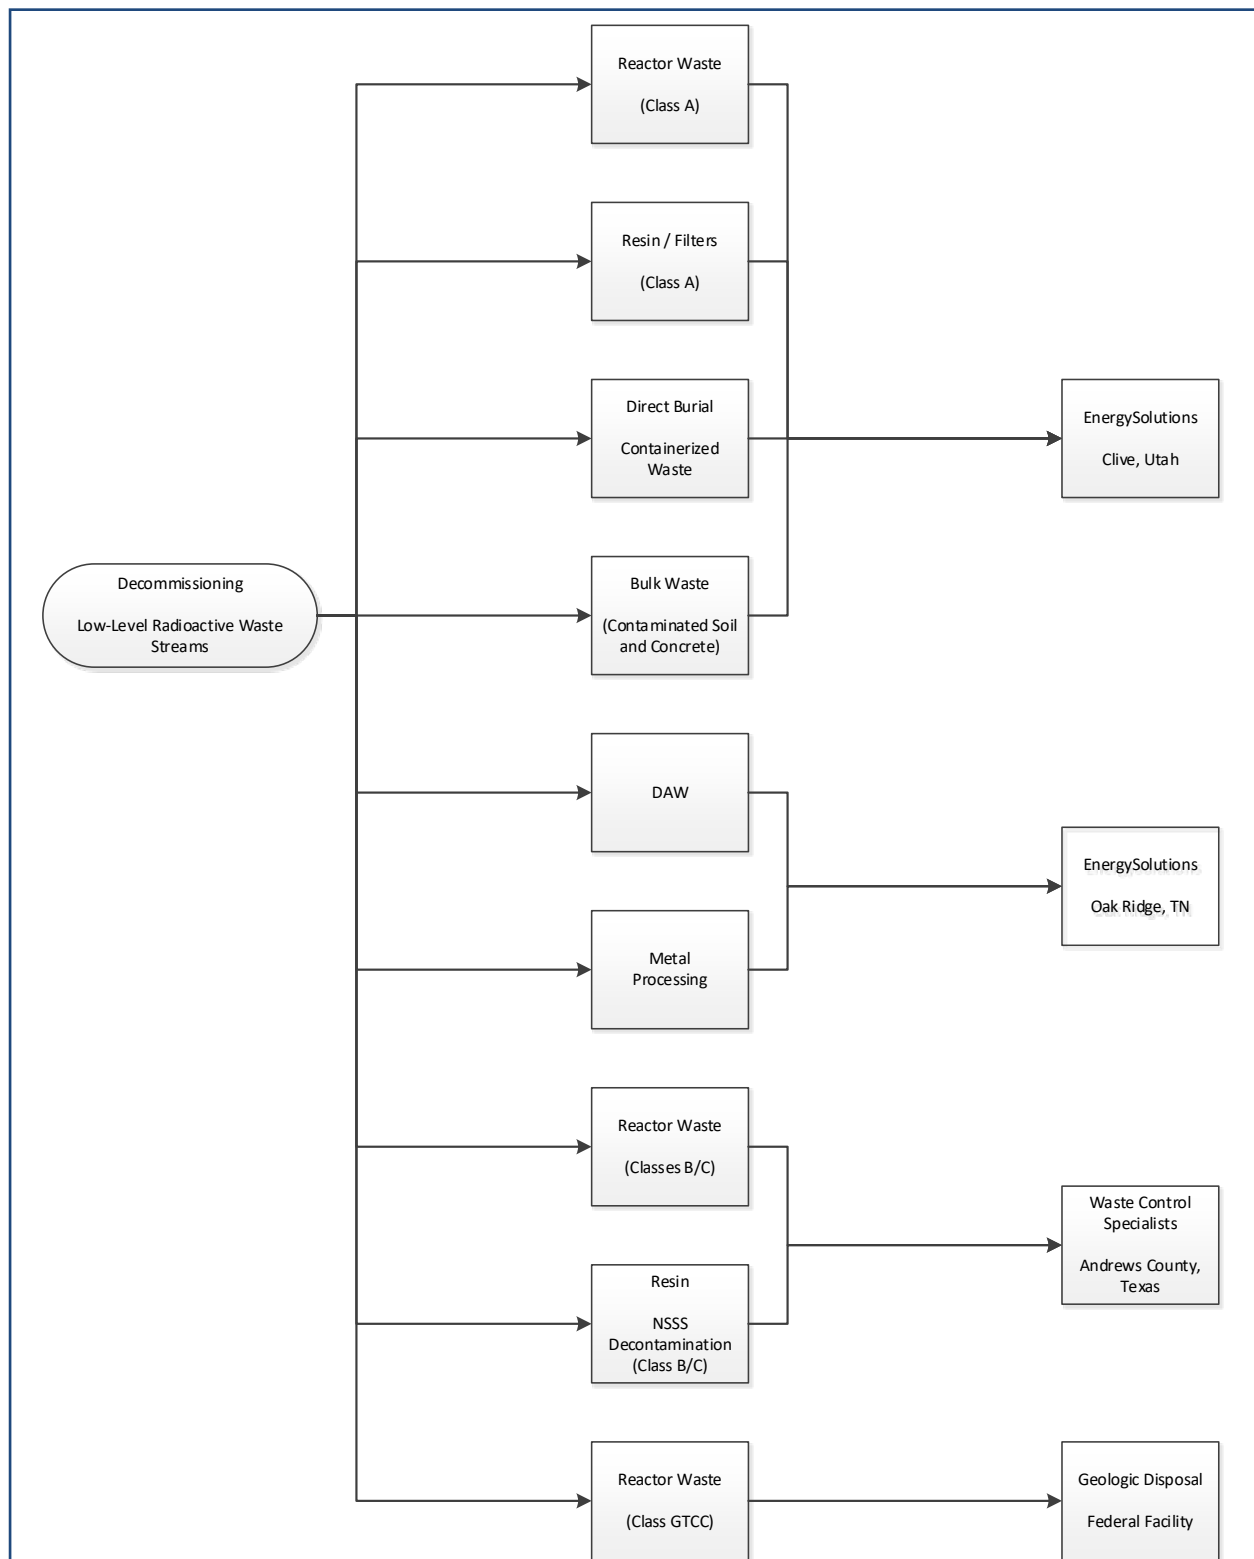 Reactor Waste
(Class A)
Resin / Filters
(Class A)
Direct Burial
Containerized
Waste
EnergySolutions
Clive, Utah
Decommissioning
Low-Level Radioactive Waste
Streams
Bulk Waste
(Contaminated Soil
and Concrete)
DAW
EnergySolutions
Oak Ridge, TN
Metal
Processing
Reactor Waste
(Classes B/C)
Waste Control
Specialists
Andrews County,
Texas
Resin
NSSS
Decontamination
(Class B/C)
Reactor Waste
(Class GTCC)
Geologic Disposal
Federal Facility